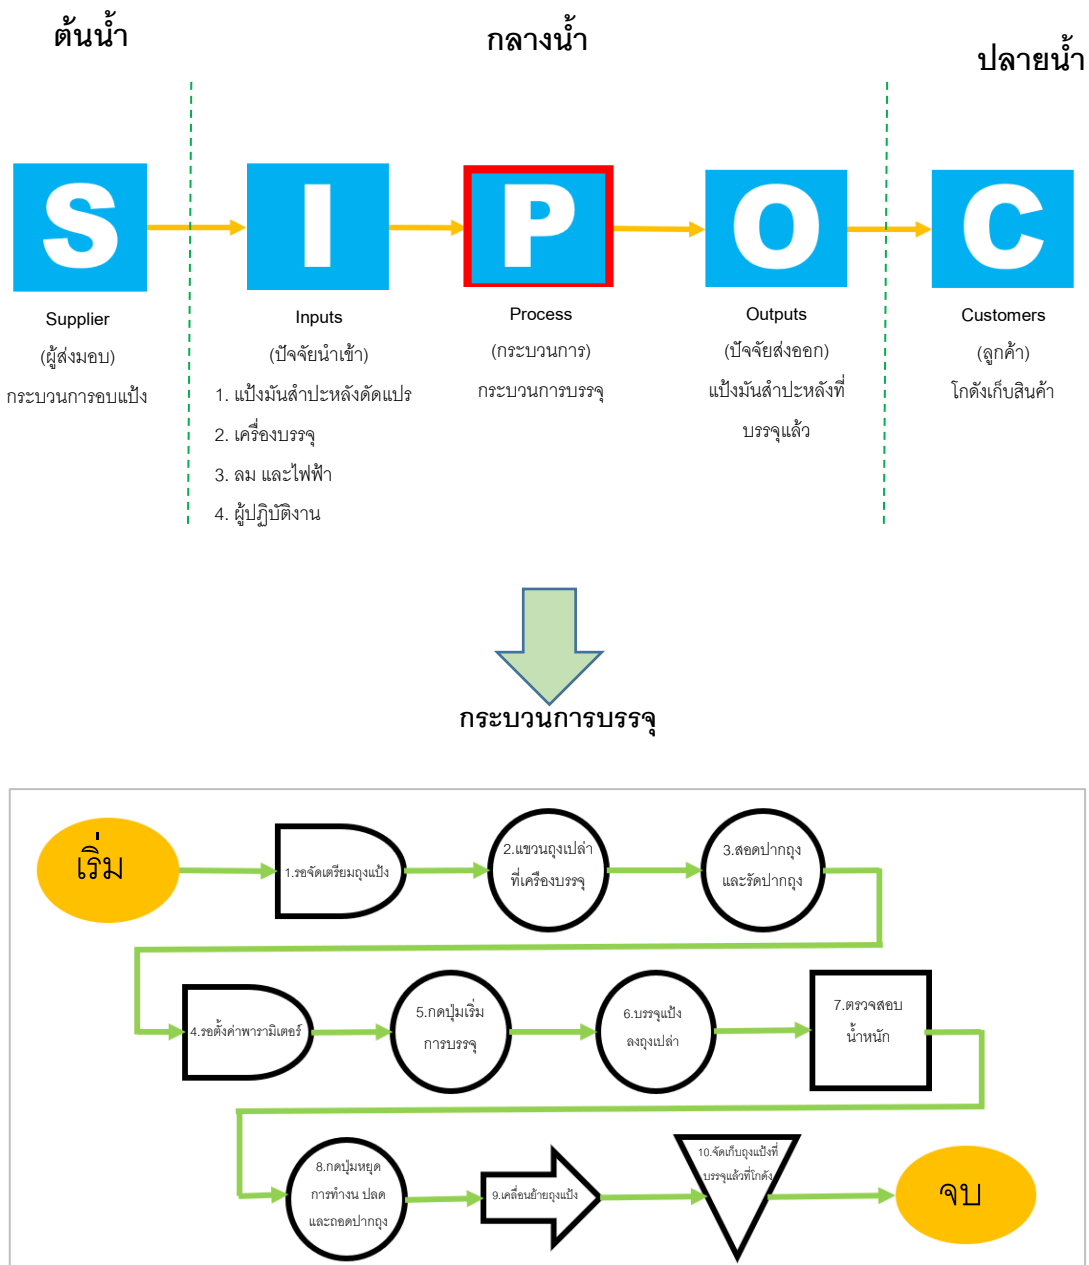 ต้นน้ำ
กลางน้ำ
ปลายน้ำ
S
I
P
O
C
Supplier
(ผู้ส่งมอบ)
กระบวนการอบแป้ง
Inputs
(ปัจจัยนำเข้า)
1. แป้งมันสำปะหลังดัดแปร
2. เครื่องบรรจุ
3. ลม และไฟฟ้า
4. ผู้ปฏิบัติงาน
Process
(กระบวนการ)
กระบวนการบรรจุ
Outputs
(ปัจจัยส่งออก)
แป้งมันสำปะหลังที่
บรรจุแล้ว
Customers
(ลูกค้า)
โกดังเก็บสินค้า
กระบวนการบรรจุ
เริ่ม
1.รอจัดเตรียมถุงแป้ง
2.แขวนถุงเปล่า
ที่เครื่องบรรจุ
3.สอดปากถุง
และรัดปากถุง
4.รอตั้งค่าพารามิเตอร์
5.กดปุ่มเริ่ม
การบรรจุ
6.บรรจุแป้ง
ลงถุงเปล่า
7.ตรวจสอบ
น้ำหนัก
8.กดปุ่มหยุด
การทำงน ปลด
และถอดปากถุง
9.เคลื่อนย้ายถุงแป้ง
10.จัดเก็บถุงแป้งที่
บรรจุแล้วที่โกดัง
จบ